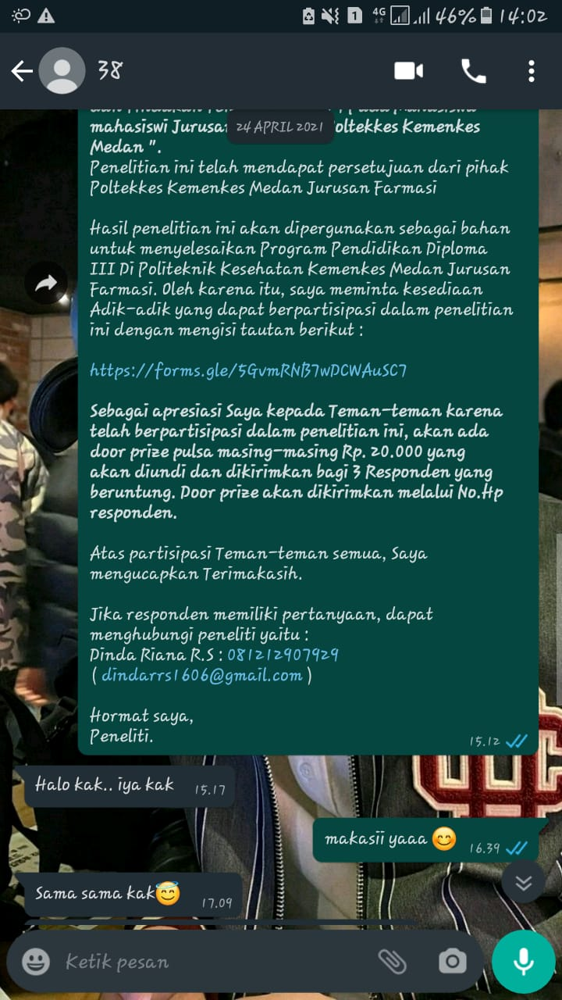 4G 46% 14:02
38
24 APRIL 2021
mahasiswi Jurusan Poltekkes Kemenkes
Medan ".
Penelitian ini telah mendapat persetujuan dari pihak
Poltekkes Kemenkes Medan Jurusan Farmasi
Hasil penelitian ini akan dipergunakan sebagai bahan
untuk menyelesaikan Program Pendidikan Diploma
III Di Politeknik Kesehatan Kemenkes Medan Jurusan
Farmasi. Oleh karena itu, saya meminta kesediaan
Adik-adik yang dapat berpartisipasi dalam penelitian
ini dengan mengisi tautan berikut :
https://forms.gle/5GvmRNB7wDCWAuSC7
Sebagai apresiasi Saya kepada Teman-teman karena
telah berpartisipasi dalam penelitian ini, akan ada
door prize pulsa masing-masing Rp. 20.000 yang
akan diundi dan dikirimkan bagi 3 Responden yang
beruntung. Door prize akan dikirimkan melalui No.Hp
responden.
Atas partisipasi Teman-teman semua, Saya
mengucapkan Terimakasih.
Jika responden memiliki pertanyaan, dapat
menghubungi peneliti yaitu :
Dinda Riana R.S : 081212907929
( dindarrs1606@gmail.com )
Hormat saya,
Peneliti.
15.12
Halo kak.. iya kak 15.17
makasii yaaa 😊 16.39
Sama sama kak😇 17.09
Ketik pesan